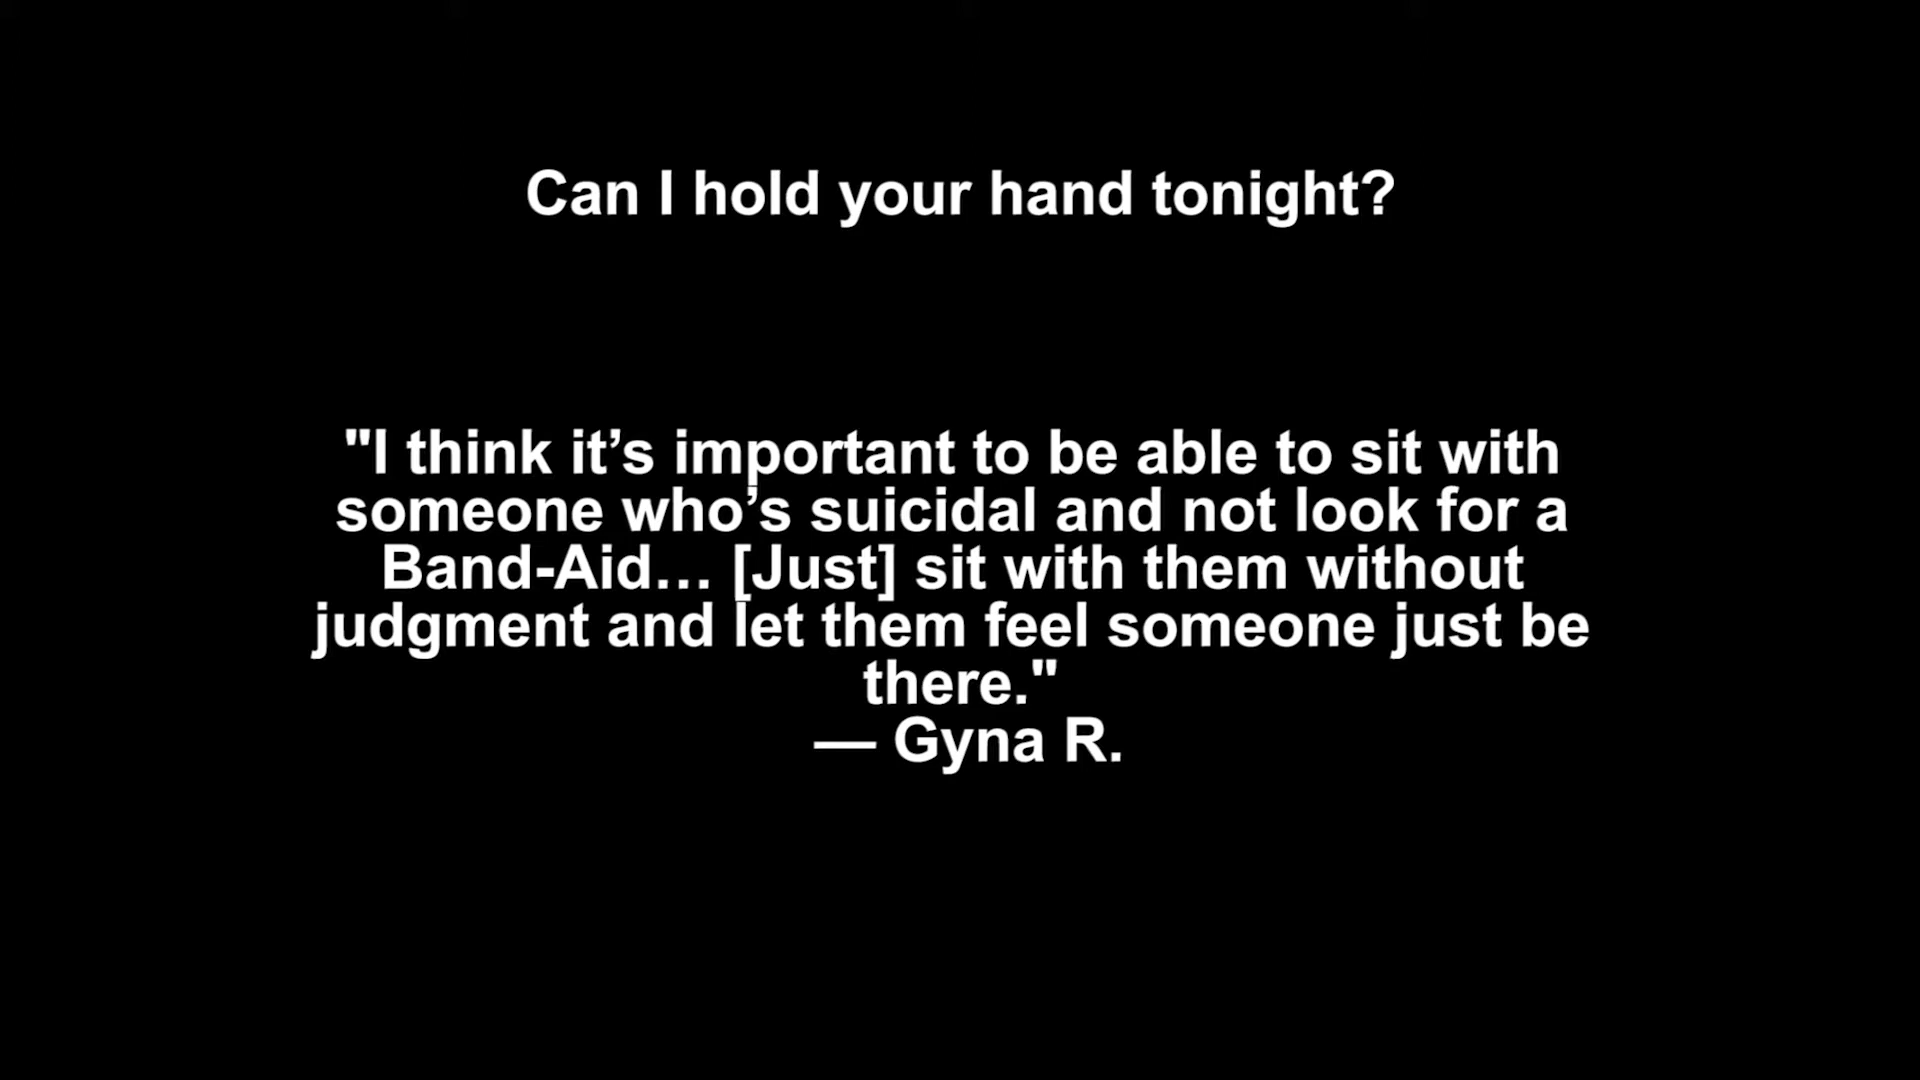 Can I hold your hand tonight?
"I think it’s important to be able to sit with
someone who’s suicidal and not look for a
Band-Aid… [Just] sit with them without
judgment and let them feel someone just be
there."
— Gyna R.